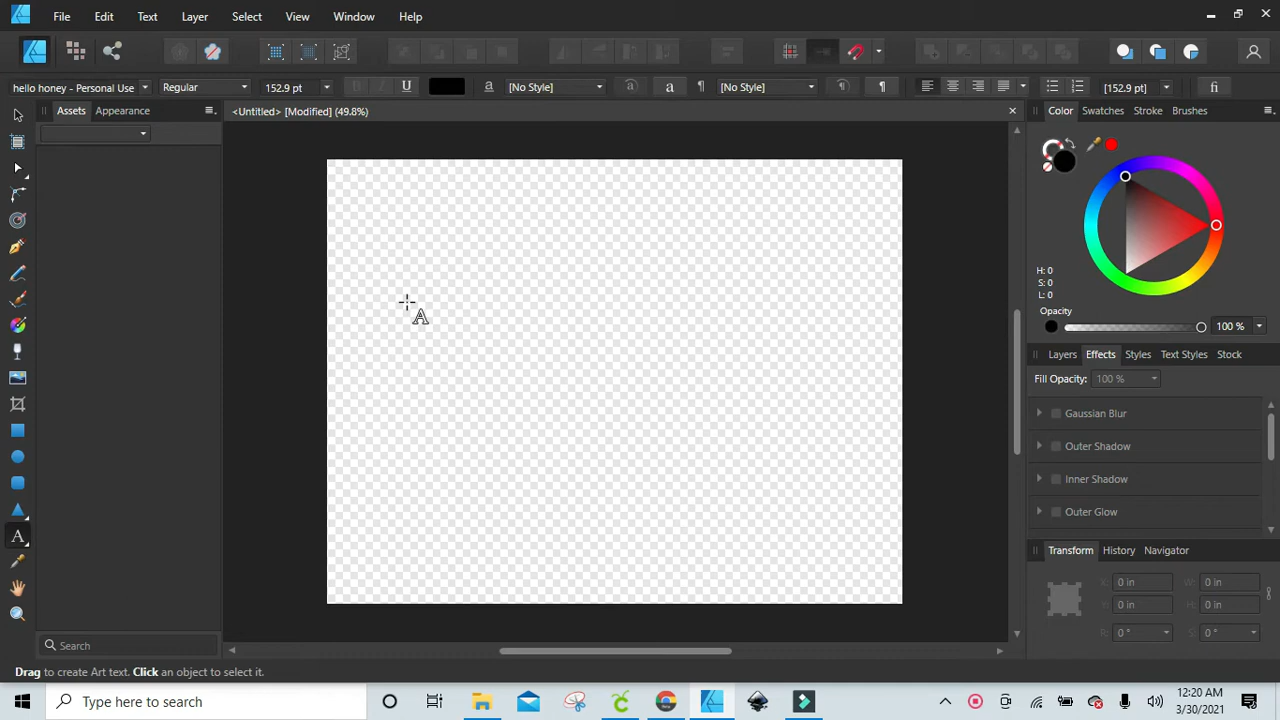 File Edit Text Layer Select View Window Help
hello honey - Personal Use Regular 152.9 pt B I U a [No Style] a a ¶ [No Style] ¶ ¶ [152.9 pt] fi
Assets Appearance
<Untitled> [Modified] (49.8%)
Color Swatches Stroke Brushes
H: 0
S: 0
L: 0
Opacity
100 %
Layers Effects Styles Text Styles Stock
Fill Opacity: 100 %
Gaussian Blur
Outer Shadow
Inner Shadow
Outer Glow
Transform History Navigator
X: 0 in W: 0 in
Y: 0 in H: 0 in
R: 0 ° S: 0 °
Search
Drag to create Art text. Click an object to select it.
Type here to search
12:20 AM
3/30/2021